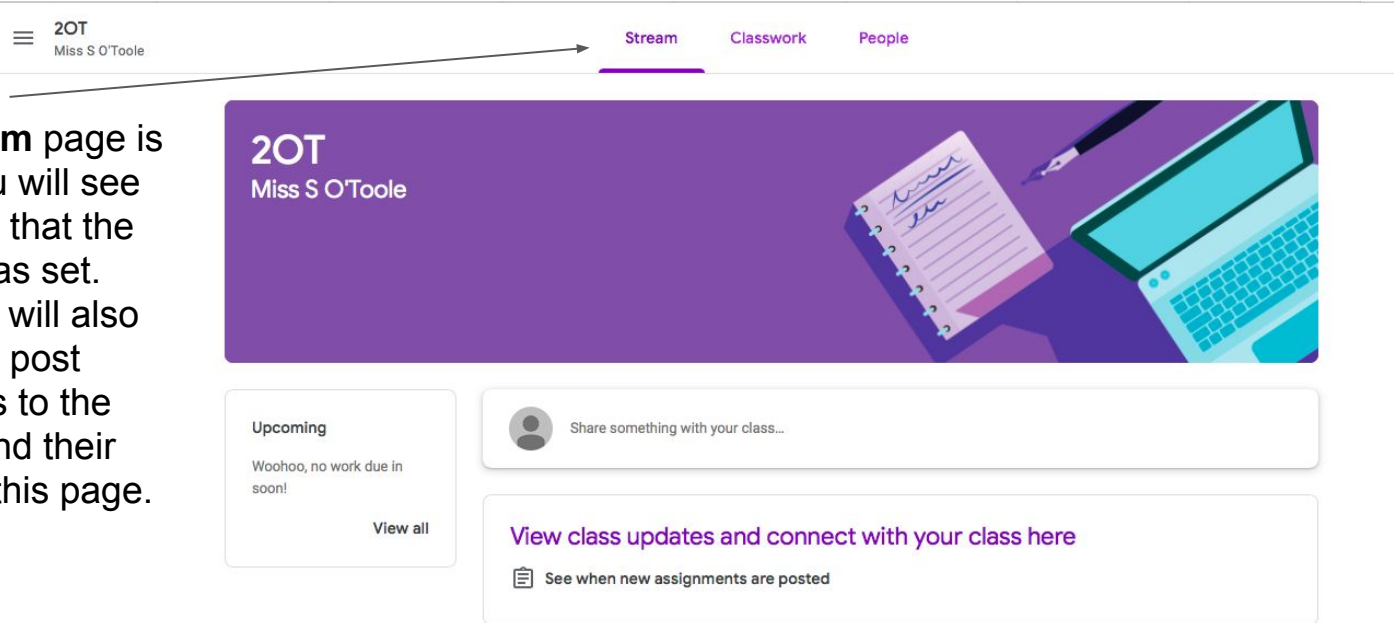 2OT
Miss S O'Toole
Stream Classwork People
m page is
u will see
that the
as set.
will also
post
s to the
nd their
this page.
2OT
Miss S O'Toole
Upcoming
Woohoo, no work due in
soon!
View all
Share something with your class...
View class updates and connect with your class here
See when new assignments are posted